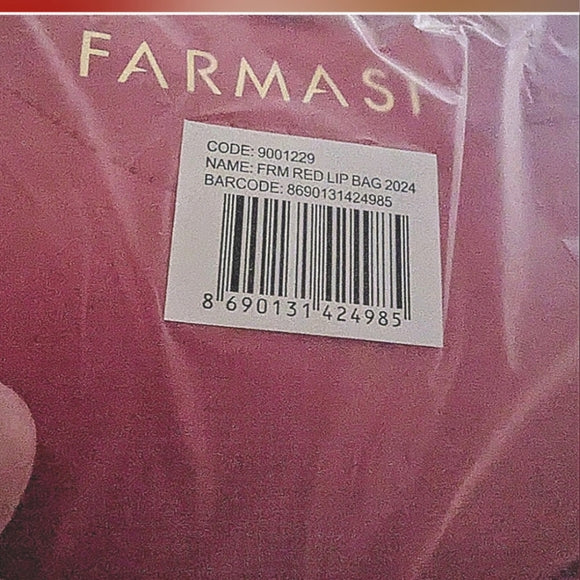 FARMASI
CODE: 9001229
NAME: FRM RED LIP BAG 2024
BARCODE: 8690131424985
8 690131 424985